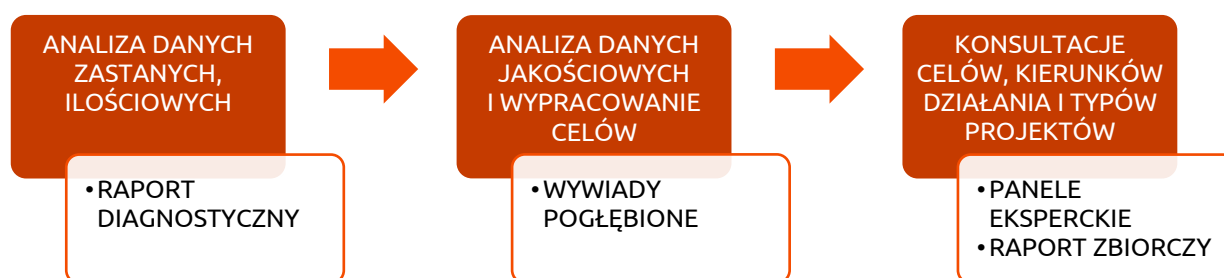 ANALIZA DANYCH
ZASTANYCH,
ILOŚCIOWYCH
•RAPORT
DIAGNOSTYCZNY
ANALIZA DANYCH
JAKOŚCIOWYCH
I WYPRACOWANIE
CELÓW
•WYWIADY
POGŁĘBIONE
KONSULTACJE
CELÓW, KIERUNKÓW
DZIAŁANIA I TYPÓW
PROJEKTÓW
•PANELE
EKSPERCKIE
•RAPORT ZBIORCZY